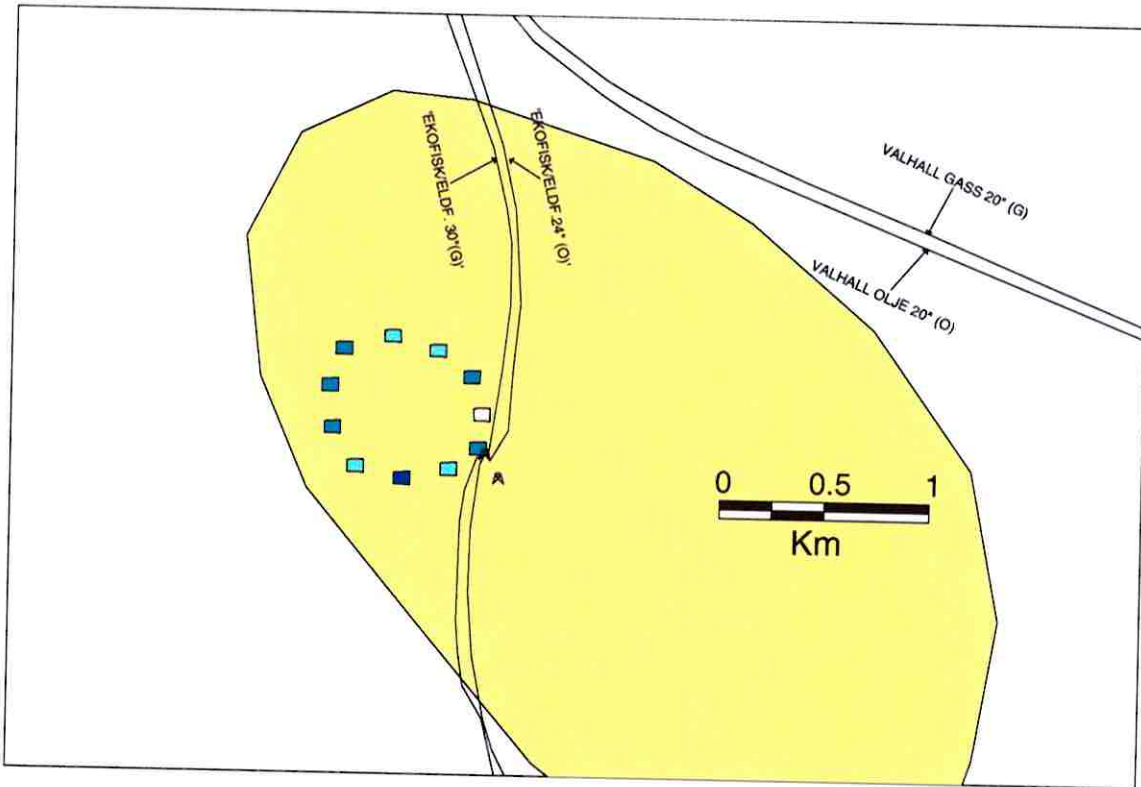 'EKOFISK/ELDF. 30"(G)'
'EKOFISK/ELDF 24" (O)'
VALHALL GASS 20" (G)
VALHALL OLJE 20" (O)
0 0.5 1
Km